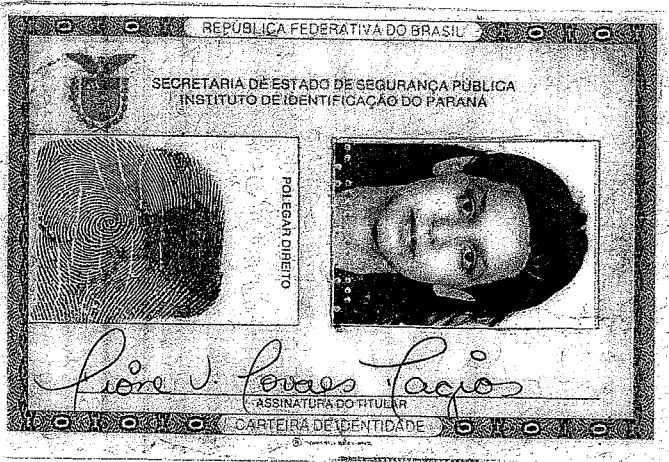 REPÚBLICA FEDERATIVA DO BRASIL
SECRETARIA DE ESTADO DE SEGURANÇA PÚBLICA
INSTITUTO DE IDENTIFICAÇÃO DO PARANÁ
POLEGAR DIREITO
ASSINATURA DO TITULAR
CARTEIRA DE IDENTIDADE